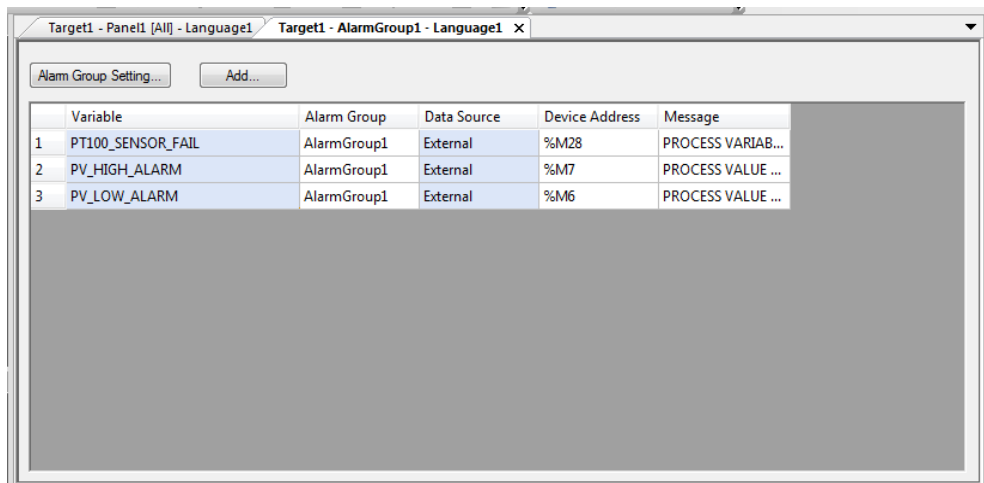 Target1 - Panel1 [All] - Language1 Target1 - AlarmGroup1 - Language1 X
Alarm Group Setting... Add...
Variable Alarm Group Data Source Device Address Message
1 PT100_SENSOR_FAIL AlarmGroup1 External %M28 PROCESS VARIAB...
2 PV_HIGH_ALARM AlarmGroup1 External %M7 PROCESS VALUE ...
3 PV_LOW_ALARM AlarmGroup1 External %M6 PROCESS VALUE ...